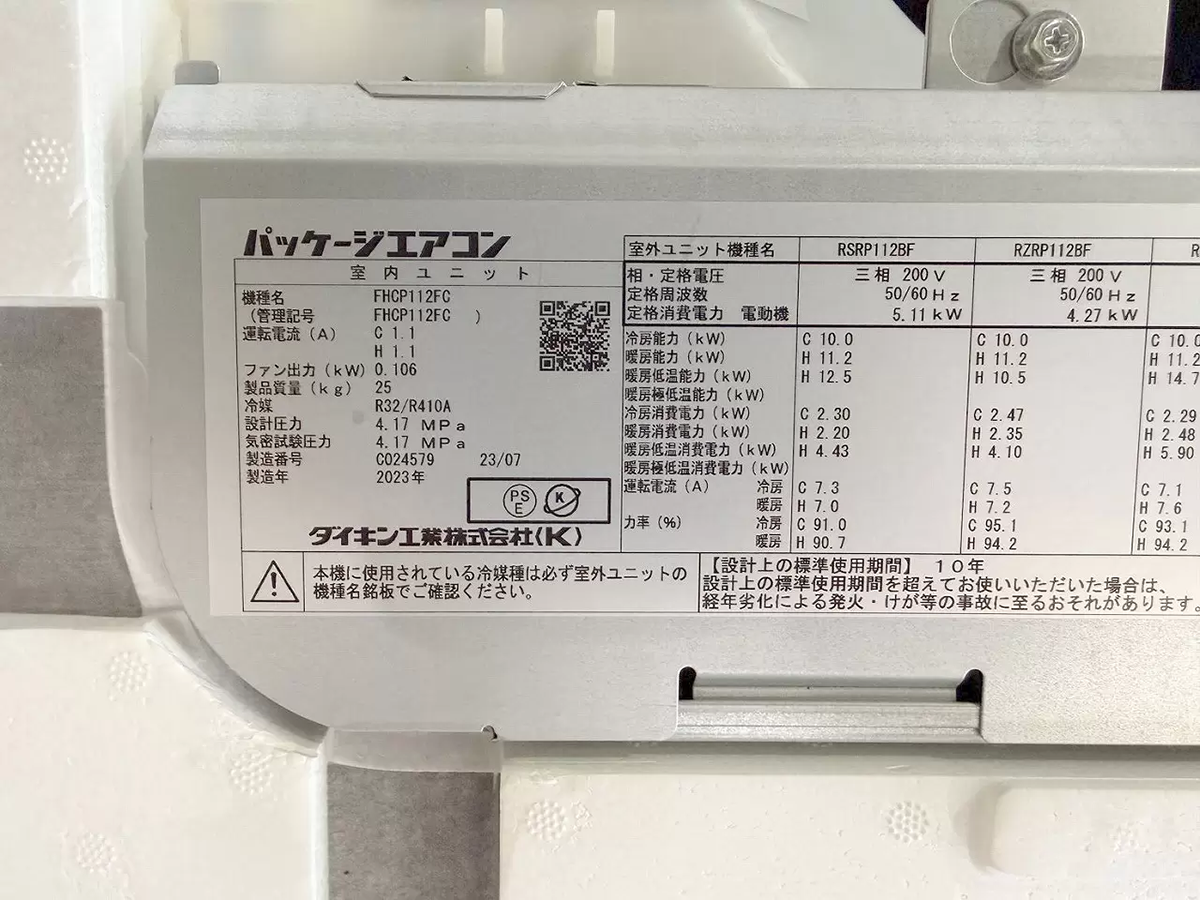 パッケージエアコン
室内ユニット
機種名 FHCP112FC
（管理記号 FHCP112FC ）
運転電流（A） C 1.1
H 1.1
ファン出力（kW） 0.106
製品質量（kg） 25
冷媒 R32/R410A
設計圧力 4.17 MPa
気密試験圧力 4.17 MPa
製造番号 C024579 23/07
製造年 2023年
PS
E
K
ダイキン工業株式会社(K)
室外ユニット機種名 RSRP112BF RZRP112BF R
相・定格電圧 三相 200V 三相 200V
定格周波数 50/60Hz 50/60Hz
定格消費電力 電動機 5.11kW 4.27kW
冷房能力（kW） C 10.0 C 10.0 C 10.0
暖房能力（kW） H 11.2 H 11.2 H 11.2
暖房低温能力（kW） H 12.5 H 10.5 H 14.7
暖房極低温能力（kW）
冷房消費電力（kW） C 2.30 C 2.47 C 2.29
暖房消費電力（kW） H 2.20 H 2.35 H 2.48
暖房低温消費電力（kW） H 4.43 H 4.10 H 5.90
暖房極低温消費電力（kW）
運転電流（A） 冷房 C 7.3 C 7.5 C 7.1
暖房 H 7.0 H 7.2 H 7.6
力率（%） 冷房 C 91.0 C 95.1 C 93.1
暖房 H 90.7 H 94.2 H 94.2
本機に使用されている冷媒種は必ず室外ユニットの
機種名銘板でご確認ください。
【設計上の標準使用期間】 10年
設計上の標準使用期間を超えてお使いいただいた場合は、
経年劣化による発火・けが等の事故に至るおそれがあります。